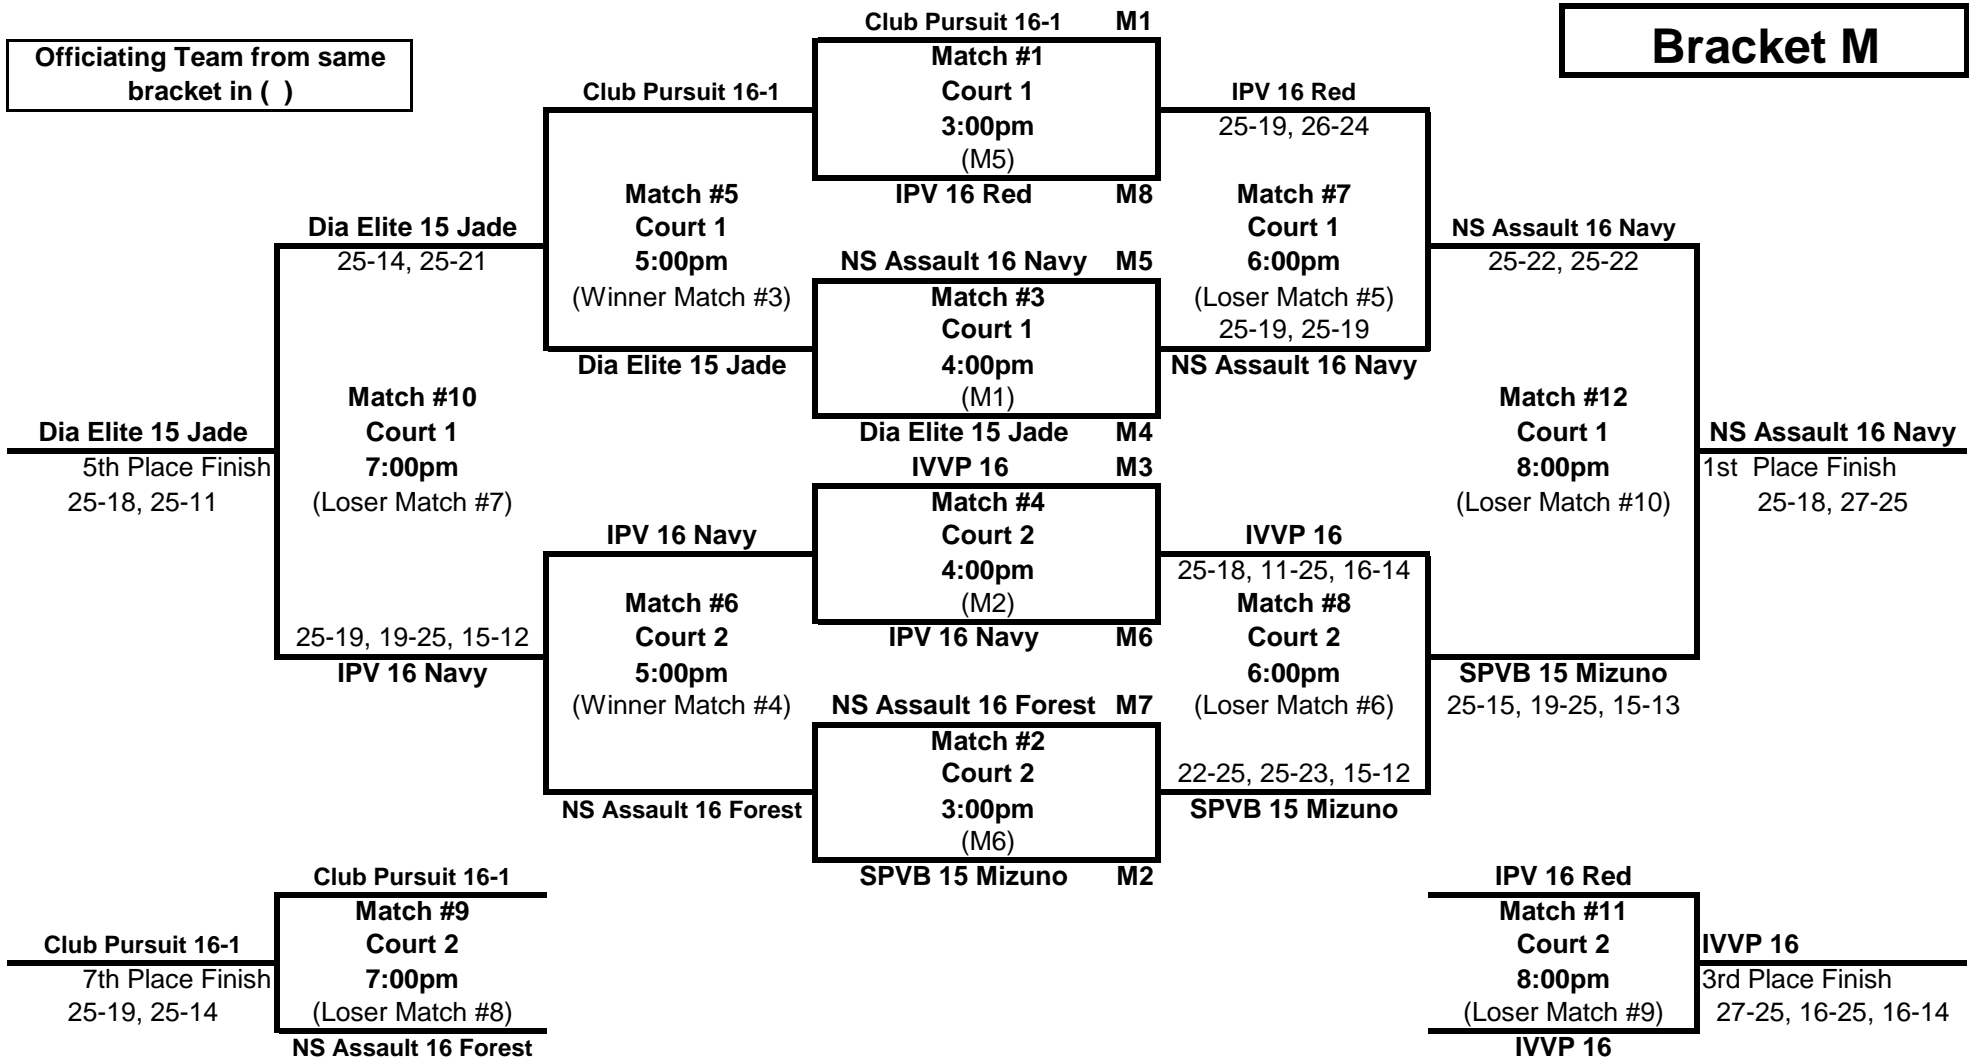 Club Pursuit 16-1 M1
Bracket M
Officiating Team from same
bracket in ( )
Match #1
Court 1
3:00pm
(M5)
IPV 16 Red M8
Club Pursuit 16-1
IPV 16 Red
25-19, 26-24
Match #5
Court 1
5:00pm
(Winner Match #3)
Dia Elite 15 Jade
Match #7
Court 1
6:00pm
(Loser Match #5)
25-19, 25-19
NS Assault 16 Navy
Dia Elite 15 Jade
25-14, 25-21
NS Assault 16 Navy M5
Match #3
Court 1
4:00pm
(M1)
Dia Elite 15 Jade M4
NS Assault 16 Navy
25-22, 25-22
Match #10
Court 1
7:00pm
(Loser Match #7)
Dia Elite 15 Jade
5th Place Finish
25-18, 25-11
Match #12
Court 1
8:00pm
(Loser Match #10)
NS Assault 16 Navy
1st Place Finish
25-18, 27-25
IVVP 16 M3
Match #4
Court 2
4:00pm
(M2)
IPV 16 Navy M6
IPV 16 Navy
IVVP 16
25-18, 11-25, 16-14
Match #6
Court 2
5:00pm
(Winner Match #4)
NS Assault 16 Forest
Match #8
Court 2
6:00pm
(Loser Match #6)
22-25, 25-23, 15-12
SPVB 15 Mizuno
25-19, 19-25, 15-12
IPV 16 Navy
SPVB 15 Mizuno
25-15, 19-25, 15-13
NS Assault 16 Forest M7
Match #2
Court 2
3:00pm
(M6)
SPVB 15 Mizuno M2
Club Pursuit 16-1
Match #9
Court 2
7:00pm
(Loser Match #8)
NS Assault 16 Forest
Club Pursuit 16-1
7th Place Finish
25-19, 25-14
IPV 16 Red
Match #11
Court 2
8:00pm
(Loser Match #9)
IVVP 16
IVVP 16
3rd Place Finish
27-25, 16-25, 16-14